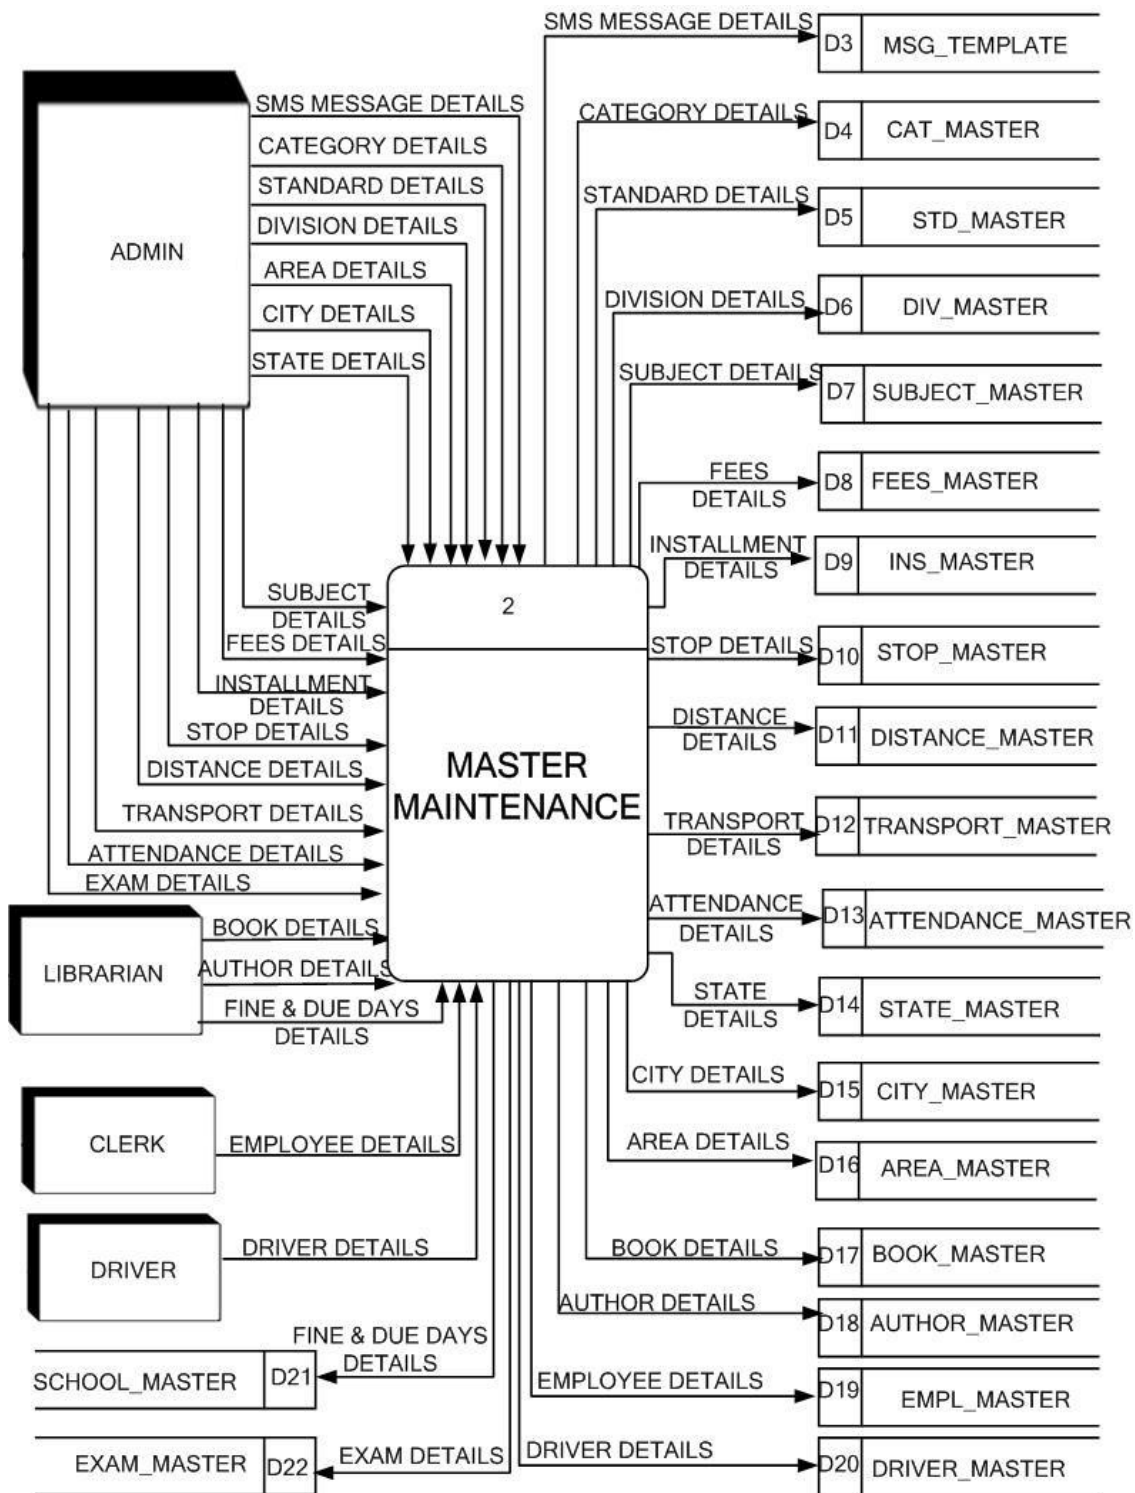 SMS MESSAGE DETAILS
D3
MSG_TEMPLATE
SMS MESSAGE DETAILS
CATEGORY DETAILS
D4
CAT_MASTER
CATEGORY DETAILS
STANDARD DETAILS
STANDARD DETAILS
D5
STD_MASTER
DIVISION DETAILS
ADMIN
AREA DETAILS
CITY DETAILS
DIVISION DETAILS
D6
DIV_MASTER
STATE DETAILS
SUBJECT DETAILS
D7
SUBJECT_MASTER
FEES
DETAILS
D8
FEES_MASTER
INSTALLMENT
DETAILS
D9
INS_MASTER
2
SUBJECT
DETAILS
FEES DETAILS
STOP DETAILS
D10
STOP_MASTER
INSTALLMENT
DETAILS
STOP DETAILS
DISTANCE
DETAILS
D11
DISTANCE_MASTER
MASTER
MAINTENANCE
DISTANCE DETAILS
TRANSPORT DETAILS
TRANSPORT
DETAILS
D12
TRANSPORT_MASTER
ATTENDANCE DETAILS
EXAM DETAILS
ATTENDANCE
DETAILS
D13
ATTENDANCE_MASTER
BOOK DETAILS
LIBRARIAN
AUTHOR DETAILS
FINE & DUE DAYS
DETAILS
STATE
DETAILS
D14
STATE_MASTER
CITY DETAILS
D15
CITY_MASTER
CLERK
EMPLOYEE DETAILS
AREA DETAILS
D16
AREA_MASTER
DRIVER
DRIVER DETAILS
BOOK DETAILS
D17
BOOK_MASTER
AUTHOR DETAILS
D18
AUTHOR_MASTER
FINE & DUE DAYS
DETAILS
SCHOOL_MASTER
D21
EMPLOYEE DETAILS
D19
EMPL_MASTER
EXAM_MASTER
D22
EXAM DETAILS
DRIVER DETAILS
D20
DRIVER_MASTER